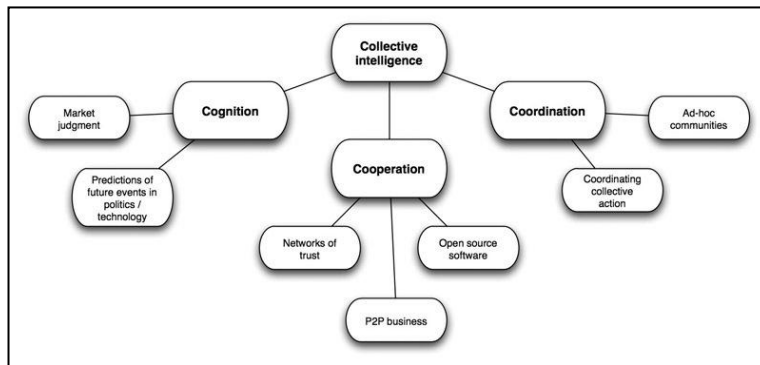 Collective
intelligence
Market
judgment
Cognition
Coordination
Ad-hoc
communities
Predictions of
future events in
politics /
technology
Cooperation
Coordinating
collective
action
Networks of
trust
Open source
software
P2P business